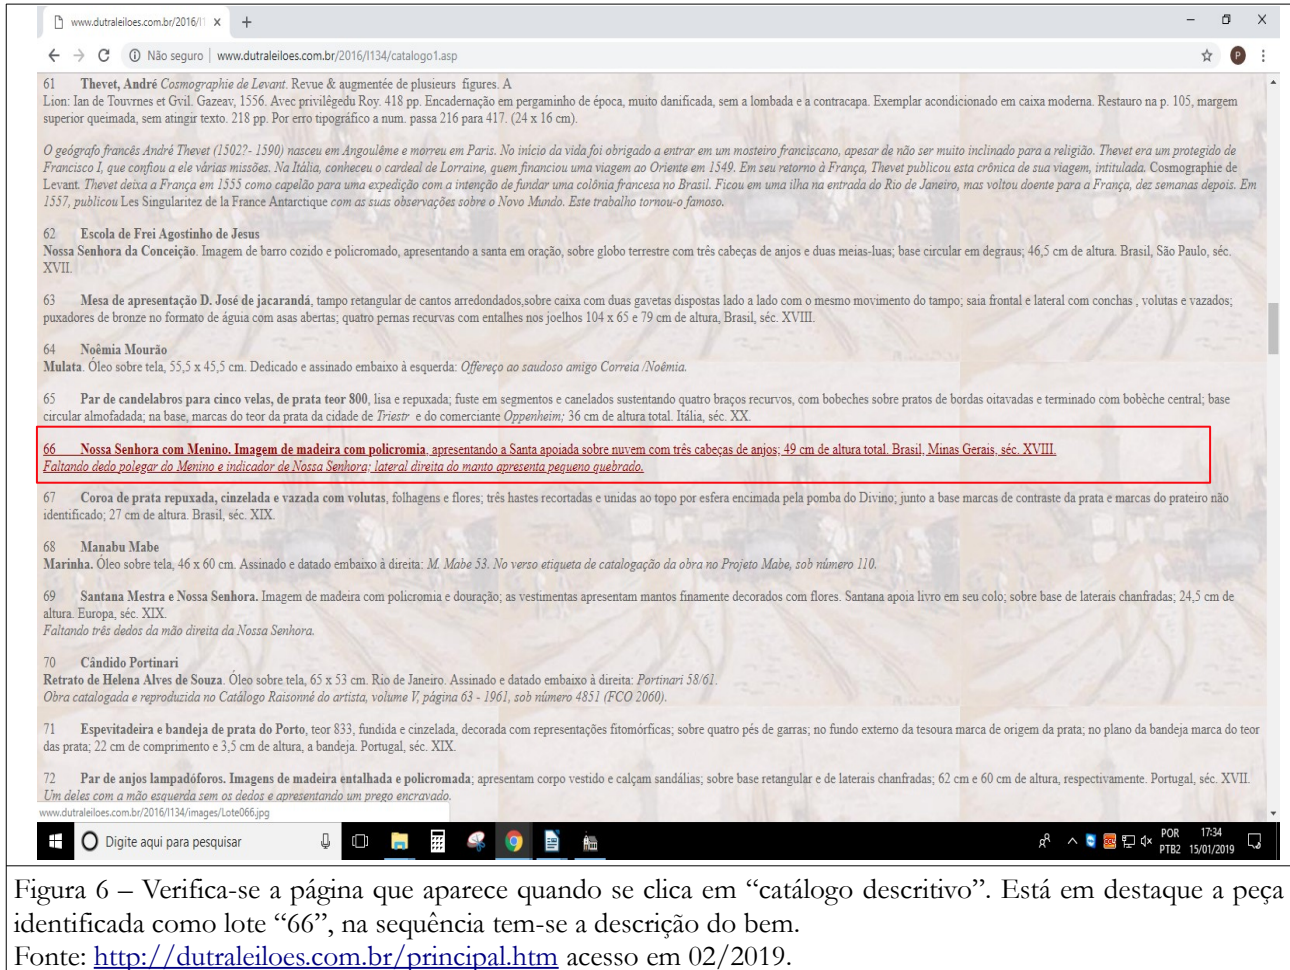 www.dutraleiloes.com.br/2016/l1
Não seguro | www.dutraleiloes.com.br/2016/l134/catalogo1.asp
P
61 Thevet, André Cosmographie de Levant. Revue & augmentée de plusieurs figures. A
Lion: Ian de Touvrnes et Gvil. Gazeav, 1556. Avec privilêgedu Roy. 418 pp. Encadernação em pergaminho de época, muito danificada, sem a lombada e a contracapa. Exemplar acondicionado em caixa moderna. Restauro na p. 105, margem
superior queimada, sem atingir texto. 218 pp. Por erro tipográfico a num. passa 216 para 417. (24 x 16 cm).
O geógrafo francês André Thevet (1502?- 1590) nasceu em Angoulême e morreu em Paris. No início da vida foi obrigado a entrar em um mosteiro franciscano, apesar de não ser muito inclinado para a religião. Thevet era um protegido de
Francisco I, que confiou a ele várias missões. Na Itália, conheceu o cardeal de Lorraine, quem financiou uma viagem ao Oriente em 1549. Em seu retorno à França, Thevet publicou esta crônica de sua viagem, intitulada. Cosmographie de
Levant. Thevet deixa a França em 1555 como capelão para uma expedição com a intenção de fundar uma colônia francesa no Brasil. Ficou em uma ilha na entrada do Rio de Janeiro, mas voltou doente para a França, dez semanas depois. Em
1557, publicou Les Singularitez de la France Antarctique com as suas observações sobre o Novo Mundo. Este trabalho tornou-o famoso.
62 Escola de Frei Agostinho de Jesus
Nossa Senhora da Conceição. Imagem de barro cozido e policromado, apresentando a santa em oração, sobre globo terrestre com três cabeças de anjos e duas meias-luas; base circular em degraus; 46,5 cm de altura. Brasil, São Paulo, séc.
XVII.
63 Mesa de apresentação D. José de jacarandá, tampo retangular de cantos arredondados,sobre caixa com duas gavetas dispostas lado a lado com o mesmo movimento do tampo; saia frontal e lateral com conchas , volutas e vazados;
puxadores de bronze no formato de águia com asas abertas; quatro pernas recurvas com entalhes nos joelhos 104 x 65 e 79 cm de altura, Brasil, séc. XVIII.
64 Noêmia Mourão
Mulata. Óleo sobre tela, 55,5 x 45,5 cm. Dedicado e assinado embaixo à esquerda: Offereço ao saudoso amigo Correia /Noêmia.
65 Par de candelabros para cinco velas, de prata teor 800, lisa e repuxada; fuste em segmentos e canelados sustentando quatro braços recurvos, com bobeches sobre pratos de bordas oitavadas e terminado com bobèche central; base
circular almofadada; na base, marcas do teor da prata da cidade de Triestr e do comerciante Oppenheim; 36 cm de altura total. Itália, séc. XX.
66 Nossa Senhora com Menino. Imagem de madeira com policromia, apresentando a Santa apoiada sobre nuvem com três cabeças de anjos; 49 cm de altura total. Brasil, Minas Gerais, séc. XVIII.
Faltando dedo polegar do Menino e indicador de Nossa Senhora; lateral direita do manto apresenta pequeno quebrado.
67 Coroa de prata repuxada, cinzelada e vazada com volutas, folhagens e flores; três hastes recortadas e unidas ao topo por esfera encimada pela pomba do Divino; junto a base marcas de contraste da prata e marcas do prateiro não
identificado; 27 cm de altura. Brasil, séc. XIX.
68 Manabu Mabe
Marinha. Óleo sobre tela, 46 x 60 cm. Assinado e datado embaixo à direita: M. Mabe 53. No verso etiqueta de catalogação da obra no Projeto Mabe, sob número 110.
69 Santana Mestra e Nossa Senhora. Imagem de madeira com policromia e douração; as vestimentas apresentam mantos finamente decorados com flores. Santana apoia livro em seu colo; sobre base de laterais chanfradas; 24,5 cm de
altura. Europa, séc. XIX.
Faltando três dedos da mão direita da Nossa Senhora.
70 Cândido Portinari
Retrato de Helena Alves de Souza. Óleo sobre tela, 65 x 53 cm. Rio de Janeiro. Assinado e datado embaixo à direita: Portinari 58/61.
Obra catalogada e reproduzida no Catálogo Raisonné do artista, volume V, página 63 - 1961, sob número 4851 (FCO 2060).
71 Espevitadeira e bandeja de prata do Porto, teor 833, fundida e cinzelada, decorada com representações fitomórficas; sobre quatro pés de garras; no fundo externo da tesoura marca de origem da prata; no plano da bandeja marca do teor
das prata; 22 cm de comprimento e 3,5 cm de altura, a bandeja. Portugal, séc. XIX.
72 Par de anjos lampadóforos. Imagens de madeira entalhada e policromada; apresentam corpo vestido e calçam sandálias; sobre base retangular e de laterais chanfradas; 62 cm e 60 cm de altura, respectivamente. Portugal, séc. XVII.
Um deles com a mão esquerda sem os dedos e apresentando um prego encravado.
www.dutraleiloes.com.br/2016/l134/images/Lote066.jpg
Digite aqui para pesquisar
POR 17:34
PTB2 15/01/2019
Figura 6 – Verifica-se a página que aparece quando se clica em “catálogo descritivo”. Está em destaque a peça
identificada como lote “66”, na sequência tem-se a descrição do bem.
Fonte: http://dutraleiloes.com.br/principal.htm acesso em 02/2019.